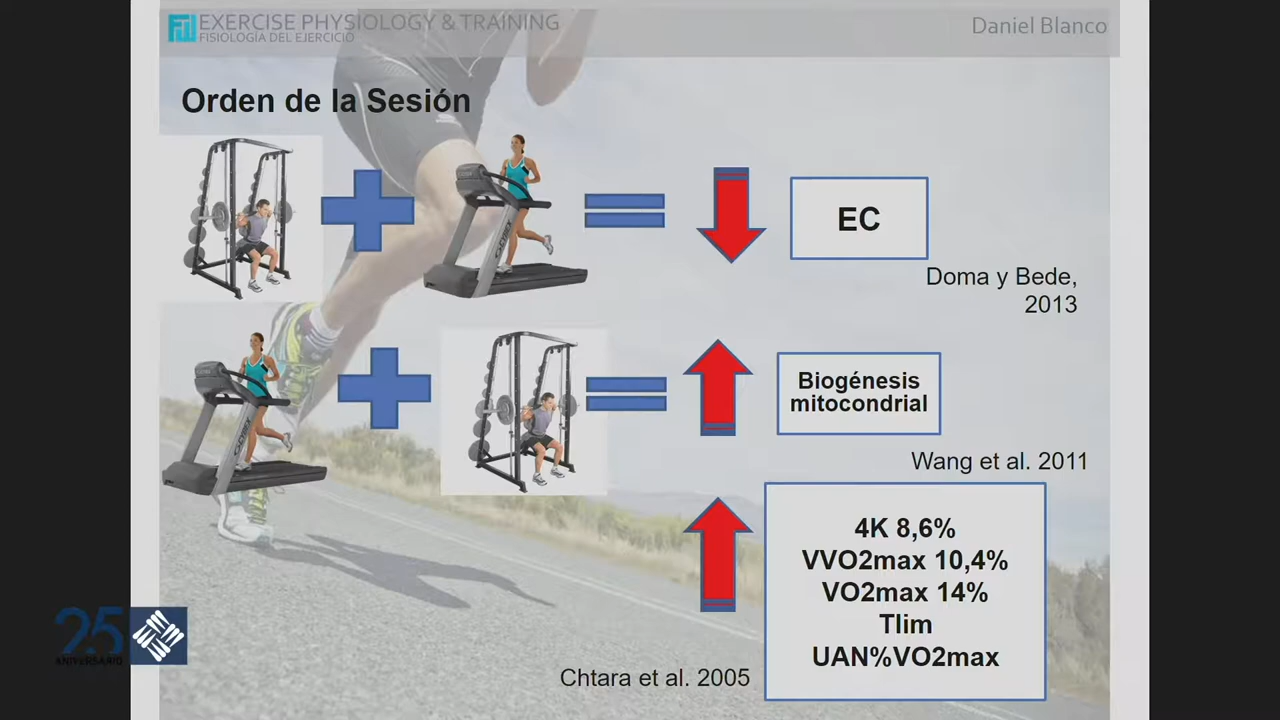 EXERCISE PHYSIOLOGY & TRAINING
FISIOLOGÍA DEL EJERCICIO
Daniel Blanco
Orden de la Sesión
EC
Doma y Bede,
2013
Biogénesis
mitocondrial
Wang et al. 2011
4K 8,6%
VVO2max 10,4%
VO2max 14%
Tlim
UAN%VO2max
Chtara et al. 2005
25
ANIVERSARIO